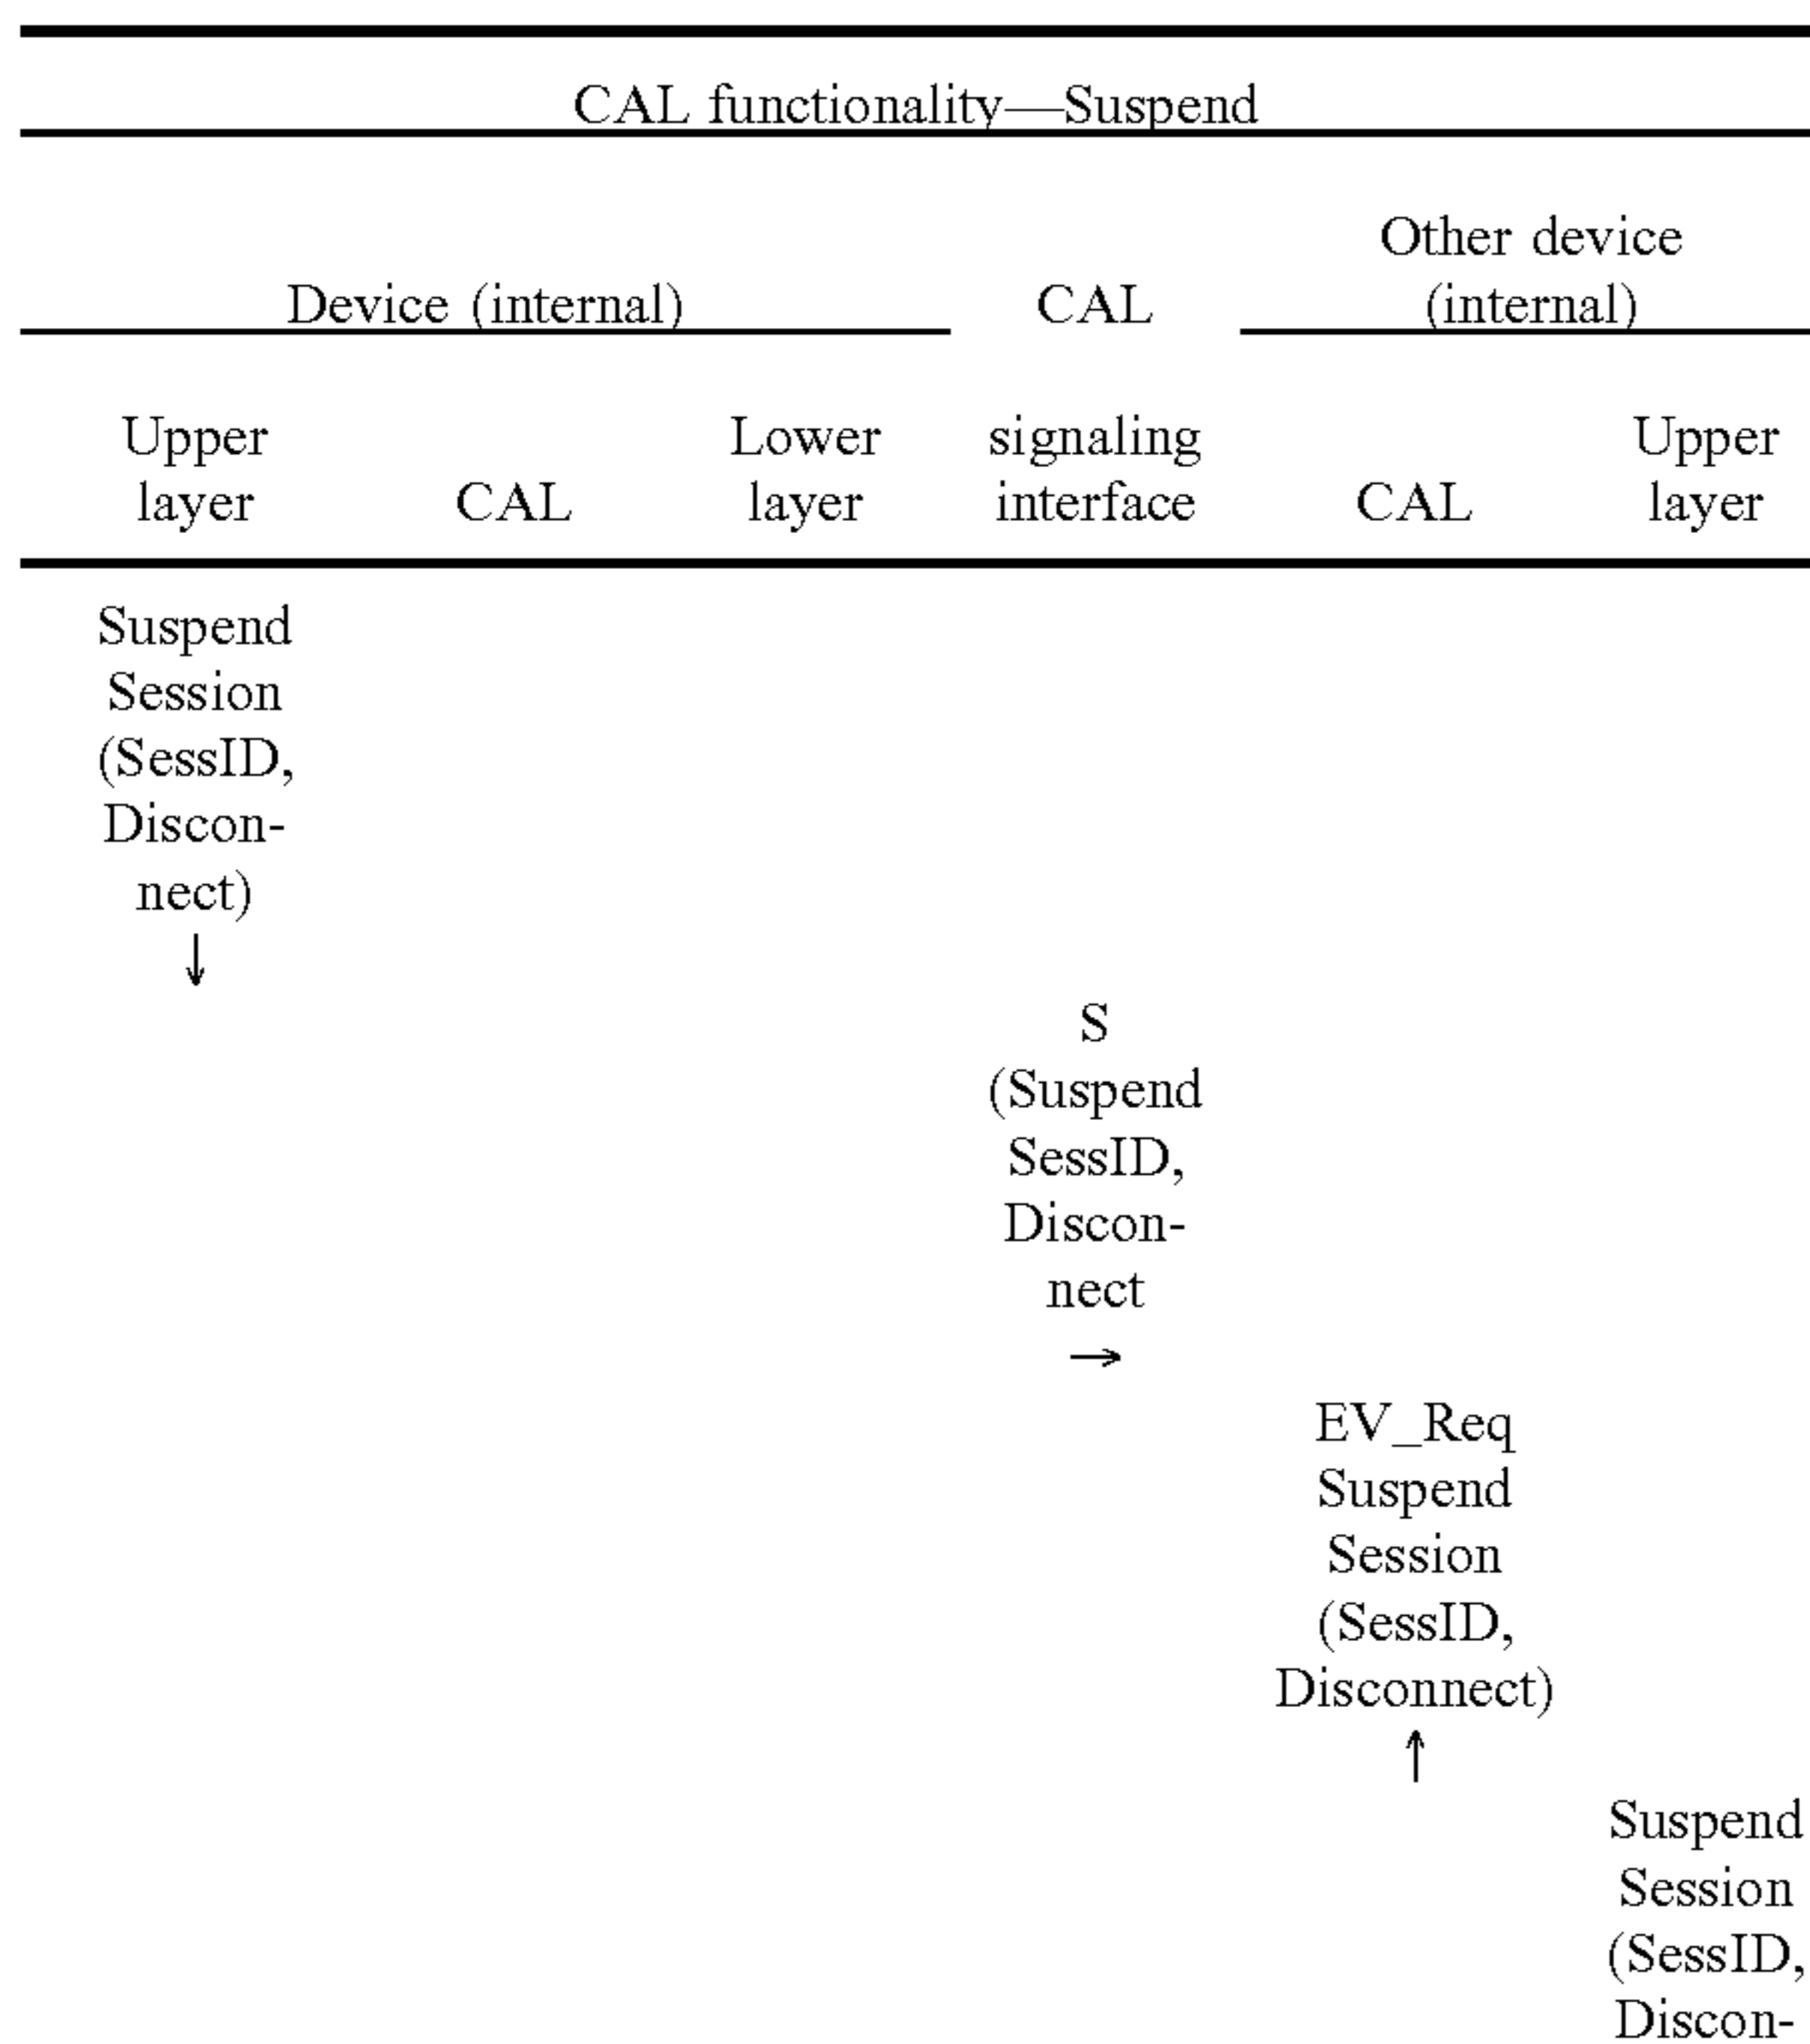 CAL functionality—Suspend
Other device
Device (internal) CAL (internal)
Upper Lower signaling Upper
layer CAL layer interface CAL layer
Suspend
Session
(SessID,
Discon-
nect)
↓
S
(Suspend
SessID,
Discon-
nect
→
EV_Req
Suspend
Session
(SessID,
Disconnect)
↑
Suspend
Session
(SessID,
Discon-